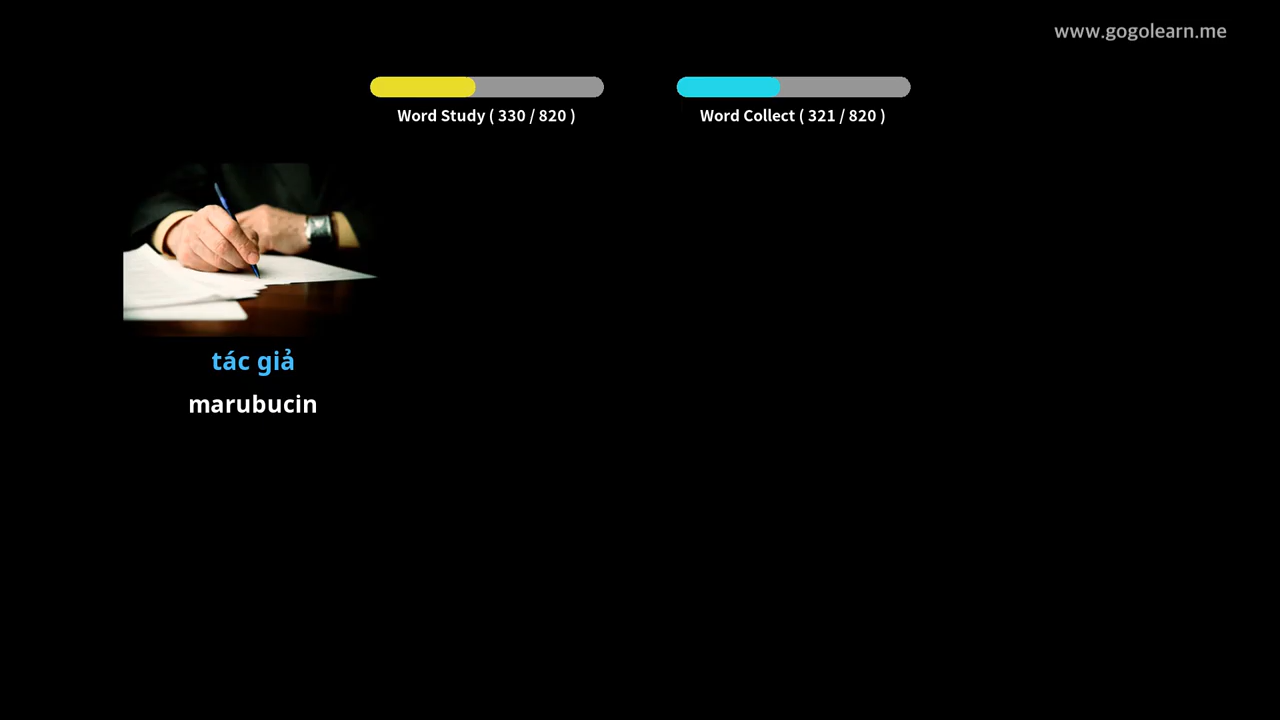 www.gogolearn.me
Word Study ( 330 / 820 )
Word Collect ( 321 / 820 )
tác giả
marubucin